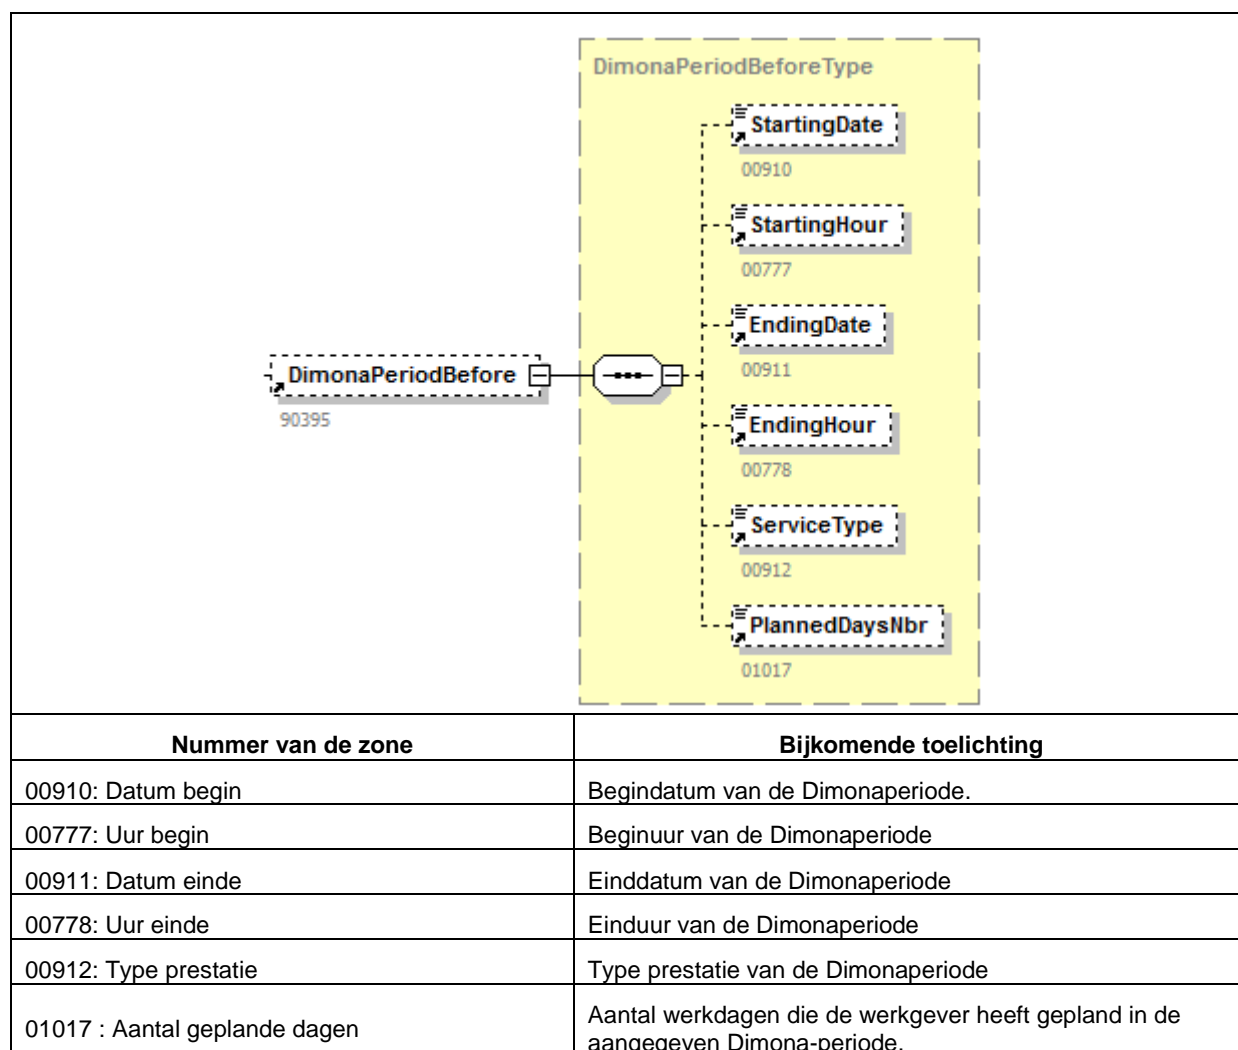 DimonaPeriodBeforeType
StartingDate
00910
StartingHour
00777
EndingDate
00911
DimonaPeriodBefore
90395
EndingHour
00778
ServiceType
00912
PlannedDaysNbr
01017
Nummer van de zone
Bijkomende toelichting
00910: Datum begin
Begindatum van de Dimonaperiode.
00777: Uur begin
Beginuur van de Dimonaperiode
00911: Datum einde
Einddatum van de Dimonaperiode
00778: Uur einde
Einduur van de Dimonaperiode
00912: Type prestatie
Type prestatie van de Dimonaperiode
01017 : Aantal geplande dagen
Aantal werkdagen die de werkgever heeft gepland in de
aangegeven Dimona-periode.